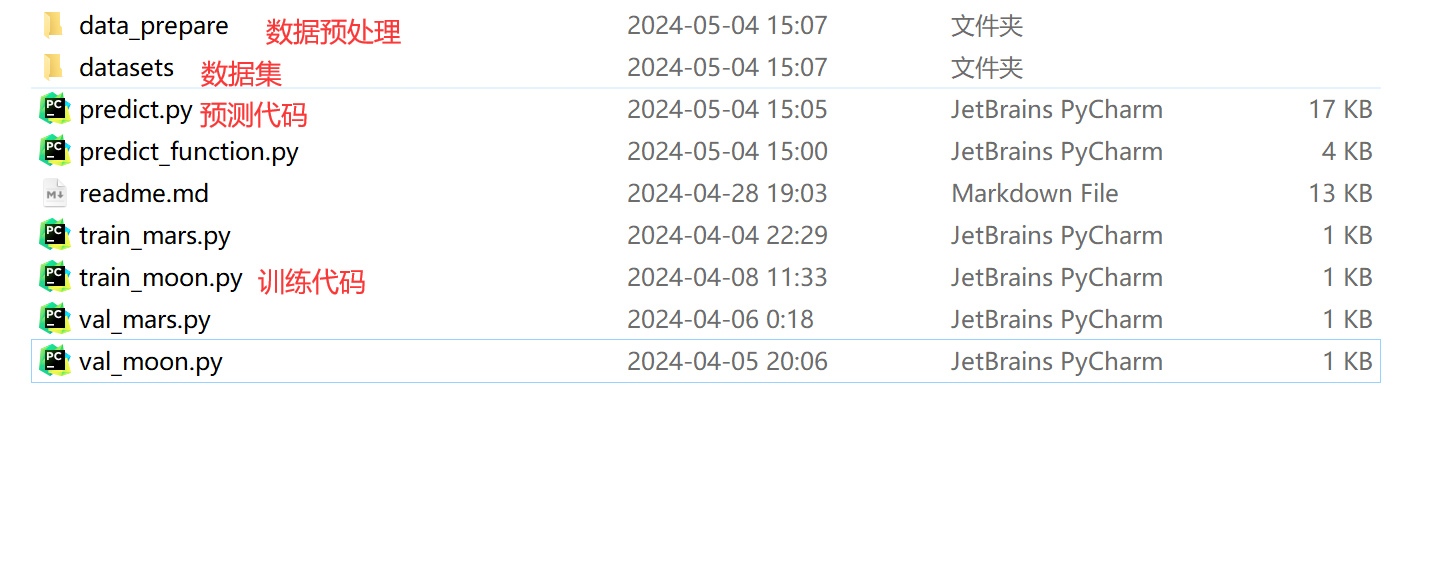 data_prepare 数据预处理 2024-05-04 15:07 文件夹
datasets 数据集 2024-05-04 15:07 文件夹
predict.py 预测代码 2024-05-04 15:05 JetBrains PyCharm 17 KB
predict_function.py 2024-05-04 15:00 JetBrains PyCharm 4 KB
readme.md 2024-04-28 19:03 Markdown File 13 KB
train_mars.py 2024-04-04 22:29 JetBrains PyCharm 1 KB
train_moon.py 训练代码 2024-04-08 11:33 JetBrains PyCharm 1 KB
val_mars.py 2024-04-06 0:18 JetBrains PyCharm 1 KB
val_moon.py 2024-04-05 20:06 JetBrains PyCharm 1 KB